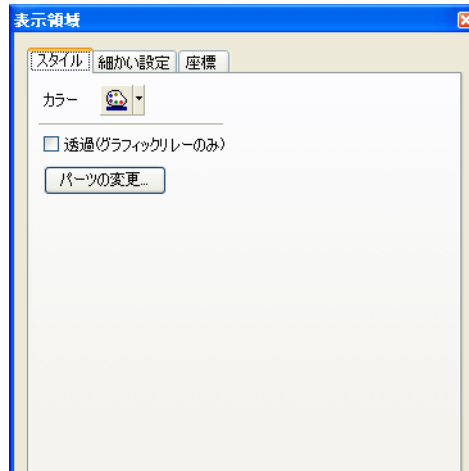 表示領域
スタイル 細かい設定 座標
カラー
透過(グラフィックリレーのみ)
パーツの変更...